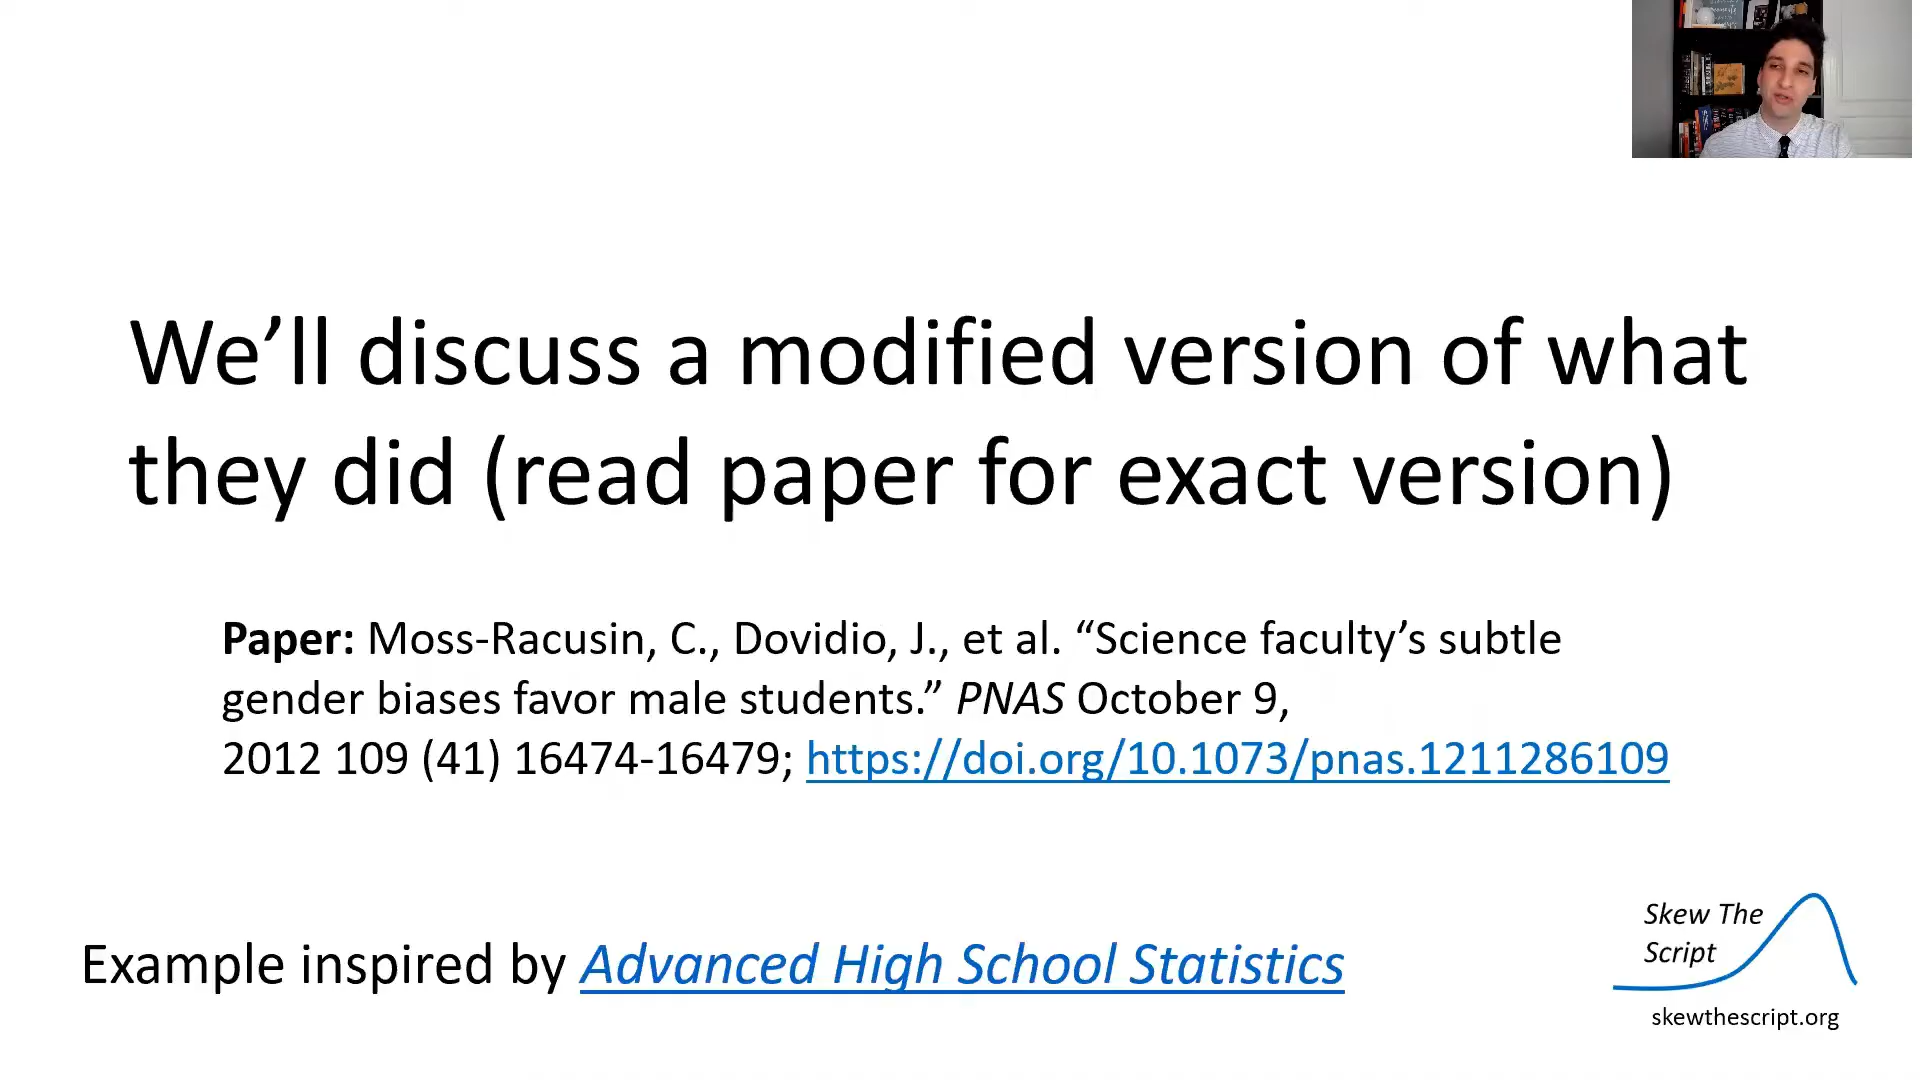 We’ll discuss a modified version of what
they did (read paper for exact version)
Paper: Moss-Racusin, C., Dovidio, J., et al. “Science faculty’s subtle
gender biases favor male students.” PNAS October 9,
2012 109 (41) 16474-16479; https://doi.org/10.1073/pnas.1211286109
Example inspired by Advanced High School Statistics
Skew The
Script
skewthescript.org